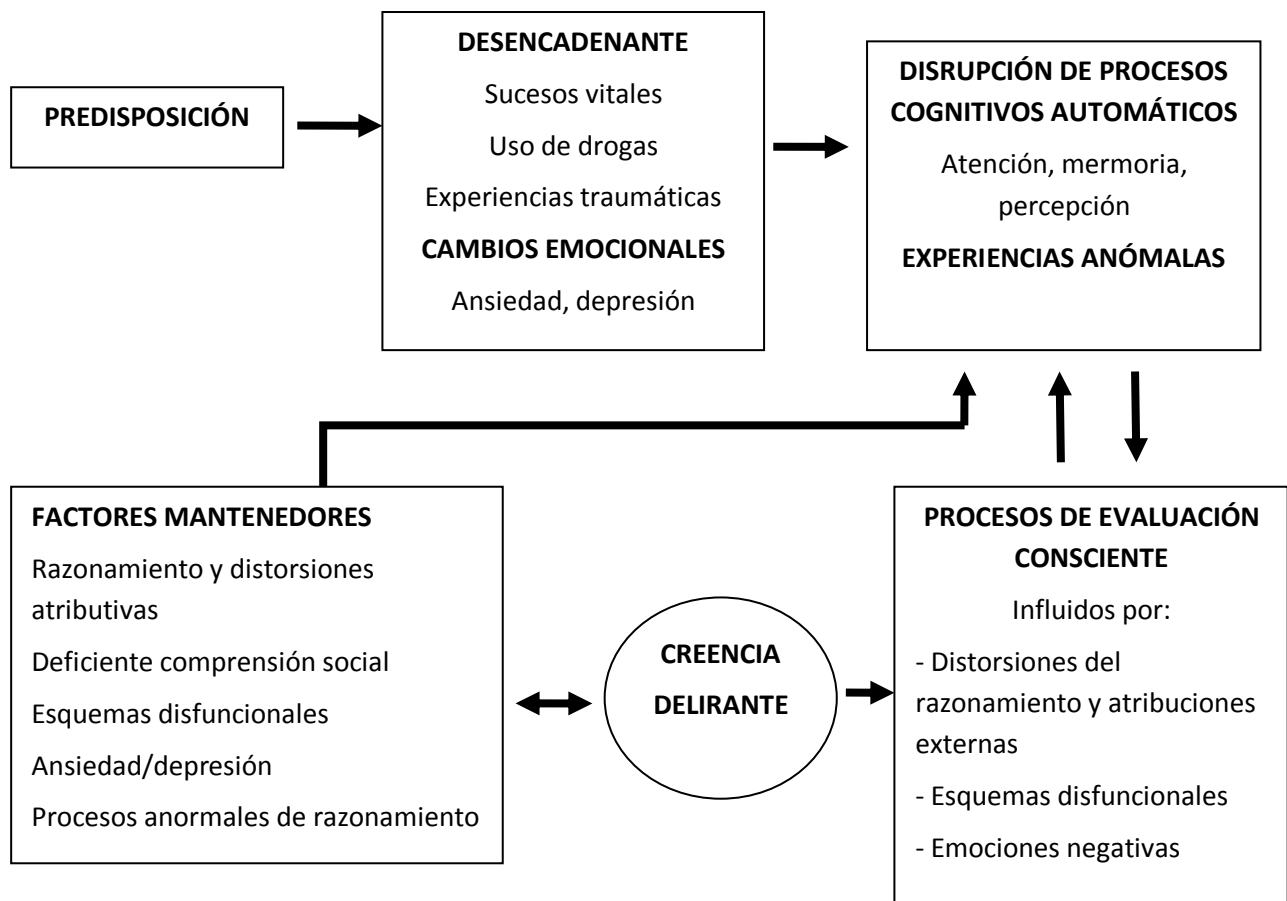 PREDISPOSICIÓN
DESENCADENANTE
Sucesos vitales
Uso de drogas
Experiencias traumáticas
CAMBIOS EMOCIONALES
Ansiedad, depresión
DISRUPCIÓN DE PROCESOS
COGNITIVOS AUTOMÁTICOS
Atención, mermoria,
percepción
EXPERIENCIAS ANÓMALAS
FACTORES MANTENEDORES
Razonamiento y distorsiones
atributivas
Deficiente comprensión social
Esquemas disfuncionales
Ansiedad/depresión
Procesos anormales de razonamiento
CREENCIA
DELIRANTE
PROCESOS DE EVALUACIÓN
CONSCIENTE
Influidos por:
- Distorsiones del
razonamiento y atribuciones
externas
- Esquemas disfuncionales
- Emociones negativas